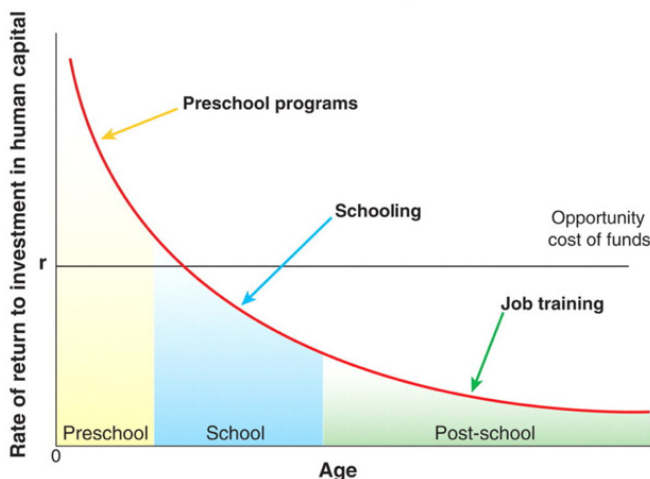 Rate of return to investment in human capital
Preschool programs
Schooling
Opportunity
cost of funds
r
Job training
Preschool
School
Post-school
0
Age